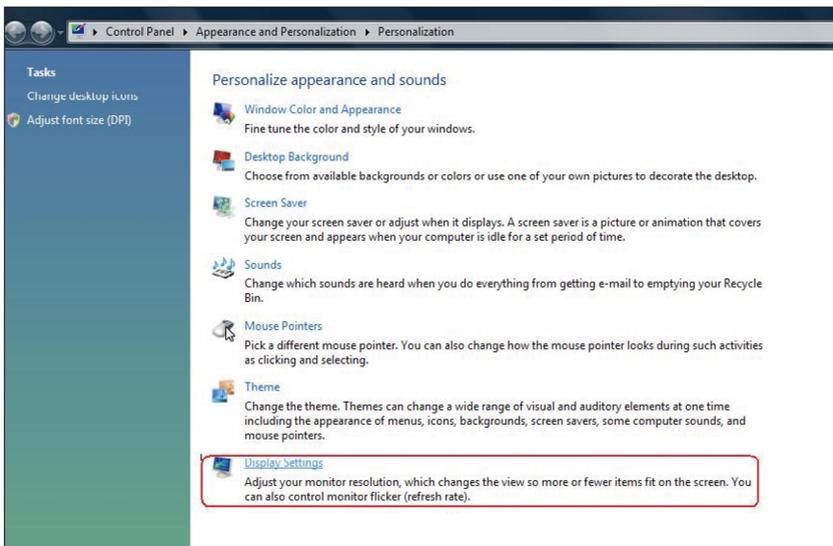 Control Panel ▸ Appearance and Personalization ▸ Personalization
Tasks
Change desktop icons
Adjust font size (DPI)
Personalize appearance and sounds
Window Color and Appearance
Fine tune the color and style of your windows.
Desktop Background
Choose from available backgrounds or colors or use one of your own pictures to decorate the desktop.
Screen Saver
Change your screen saver or adjust when it displays. A screen saver is a picture or animation that covers
your screen and appears when your computer is idle for a set period of time.
Sounds
Change which sounds are heard when you do everything from getting e-mail to emptying your Recycle
Bin.
Mouse Pointers
Pick a different mouse pointer. You can also change how the mouse pointer looks during such activities
as clicking and selecting.
Theme
Change the theme. Themes can change a wide range of visual and auditory elements at one time
including the appearance of menus, icons, backgrounds, screen savers, some computer sounds, and
mouse pointers.
Display Settings
Adjust your monitor resolution, which changes the view so more or fewer items fit on the screen. You
can also control monitor flicker (refresh rate).